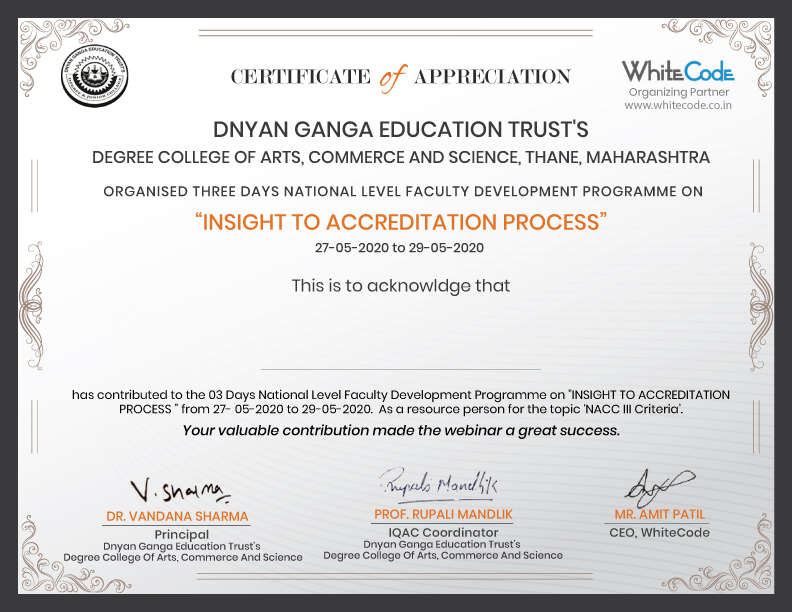 DNYAN GANGA EDUCATION TRUST'S
CERTIFICATE of APPRECIATION
WhiteCode
Organizing Partner
www.whitecode.co.in
DNYAN GANGA EDUCATION TRUST'S
DEGREE COLLEGE OF ARTS, COMMERCE AND SCIENCE, THANE, MAHARASHTRA
ORGANISED THREE DAYS NATIONAL LEVEL FACULTY DEVELOPMENT PROGRAMME ON
“INSIGHT TO ACCREDITATION PROCESS”
27-05-2020 to 29-05-2020
This is to acknowldge that
has contributed to the 03 Days National Level Faculty Development Programme on "INSIGHT TO ACCREDITATION
PROCESS " from 27- 05-2020 to 29-05-2020.  As a resource person for the topic 'NACC III Criteria'.
Your valuable contribution made the webinar a great success.
V. Sharma
Rupali Mandlik
DR. VANDANA SHARMA
Principal
Dnyan Ganga Education Trust's
Degree College Of Arts, Commerce And Science
PROF. RUPALI MANDLIK
IQAC Coordinator
Dnyan Ganga Education Trust's
Degree College Of Arts, Commerce And Science
MR. AMIT PATIL
CEO, WhiteCode